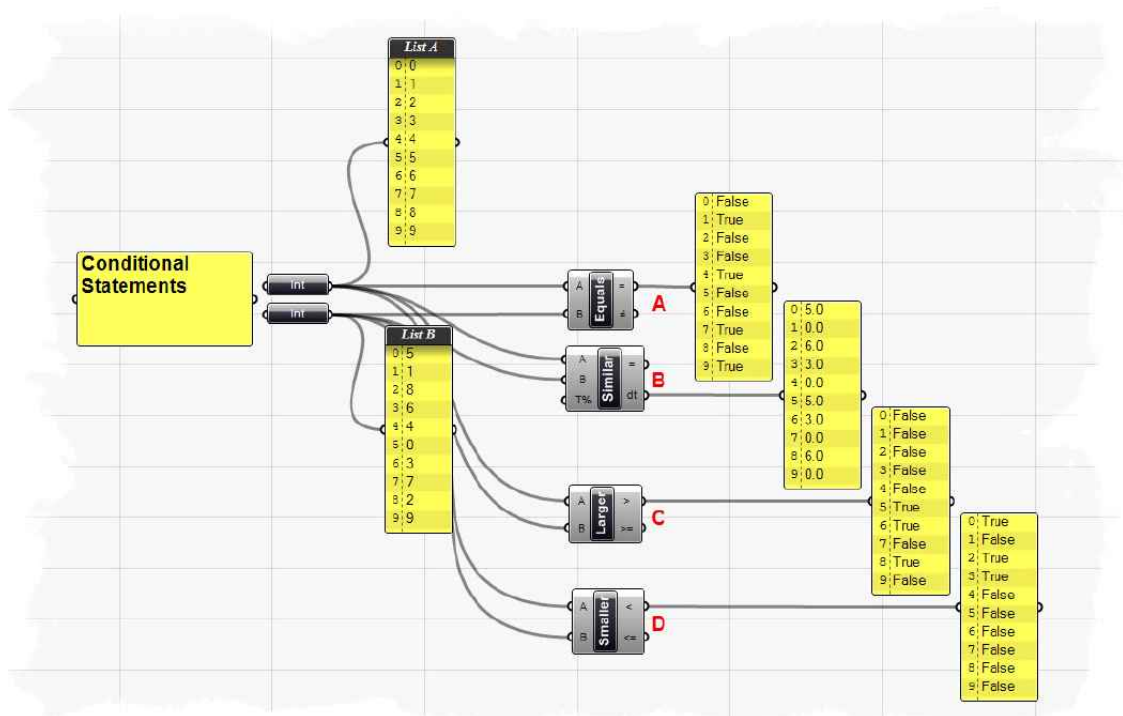 List A
0 0
1 1
2 2
3 3
4 4
5 5
6 6
7 7
8 8
9 9
Conditional
Statements
Int
Int
List B
0 5
1 1
2 8
3 6
4 4
5 0
6 3
7 7
8 2
9 9
A
B
Equals
=
≠
A
0 False
1 True
2 False
3 False
4 True
5 False
6 False
7 True
8 False
9 True
A
B
T%
Similar
=
dt
B
0 5.0
1 0.0
2 6.0
3 3.0
4 0.0
5 5.0
6 3.0
7 0.0
8 6.0
9 0.0
A
B
Larger
>
>=
C
0 False
1 False
2 False
3 False
4 False
5 True
6 True
7 False
8 True
9 False
A
B
Smaller
<
<=
D
0 True
1 False
2 True
3 True
4 False
5 False
6 False
7 False
8 False
9 False